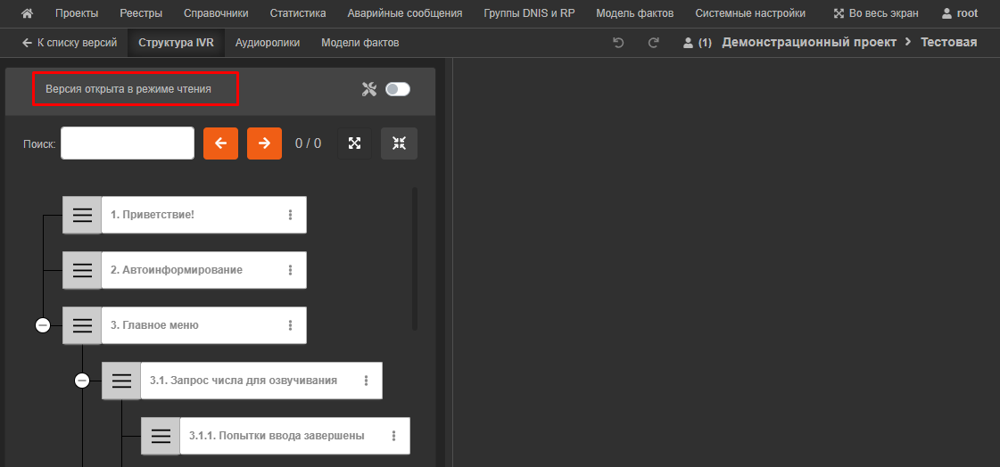 Проекты Реестры Справочники Статистика Аварийные сообщения Группы DNIS и RP Модель фактов Системные настройки Во весь экран root
К списку версий Структура IVR Аудиоролики Модели фактов (1) Демонстрационный проект Тестовая
Версия открыта в режиме чтения
Поиск: 0 / 0
1. Приветствие!
2. Автоинформирование
3. Главное меню
3.1. Запрос числа для озвучивания
3.1.1. Попытки ввода завершены